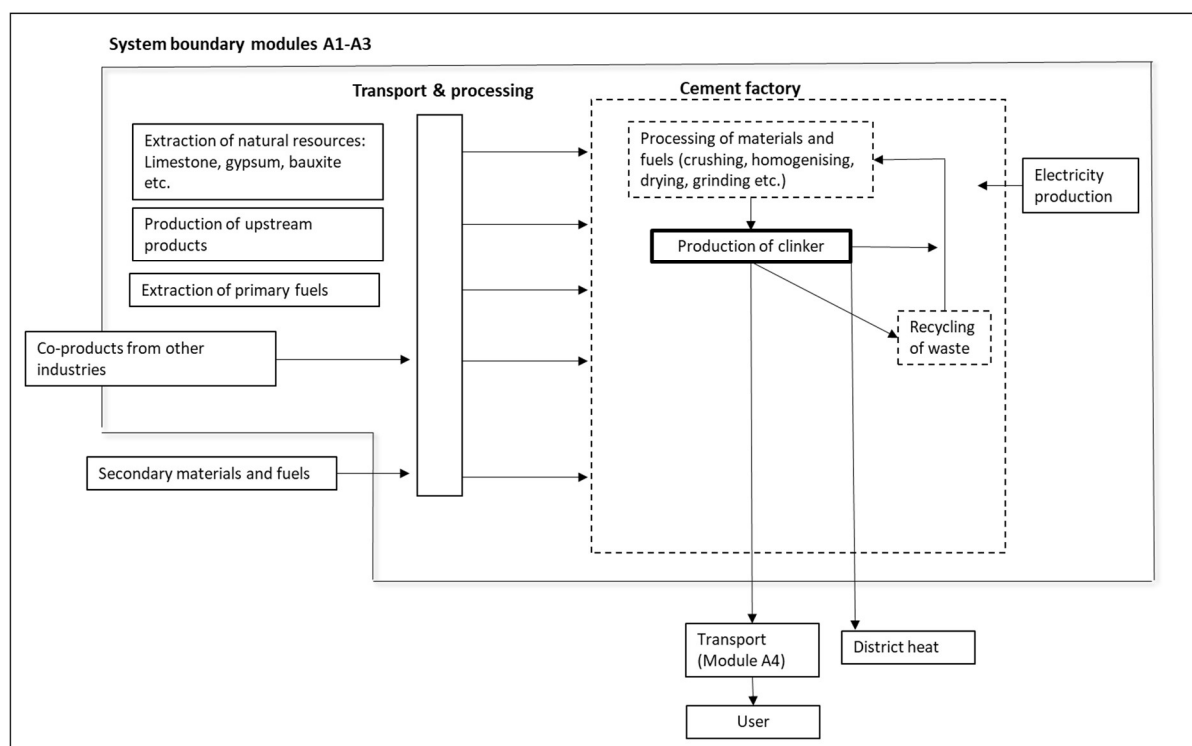 System boundary modules A1-A3
Transport & processing
Cement factory
Extraction of natural resources:
Limestone, gypsum, bauxite
etc.
Processing of materials and
fuels (crushing, homogenising,
drying, grinding etc.)
Electricity
production
Production of upstream
products
Production of clinker
Extraction of primary fuels
Recycling
of waste
Co-products from other
industries
Secondary materials and fuels
Transport
(Module A4)
District heat
User